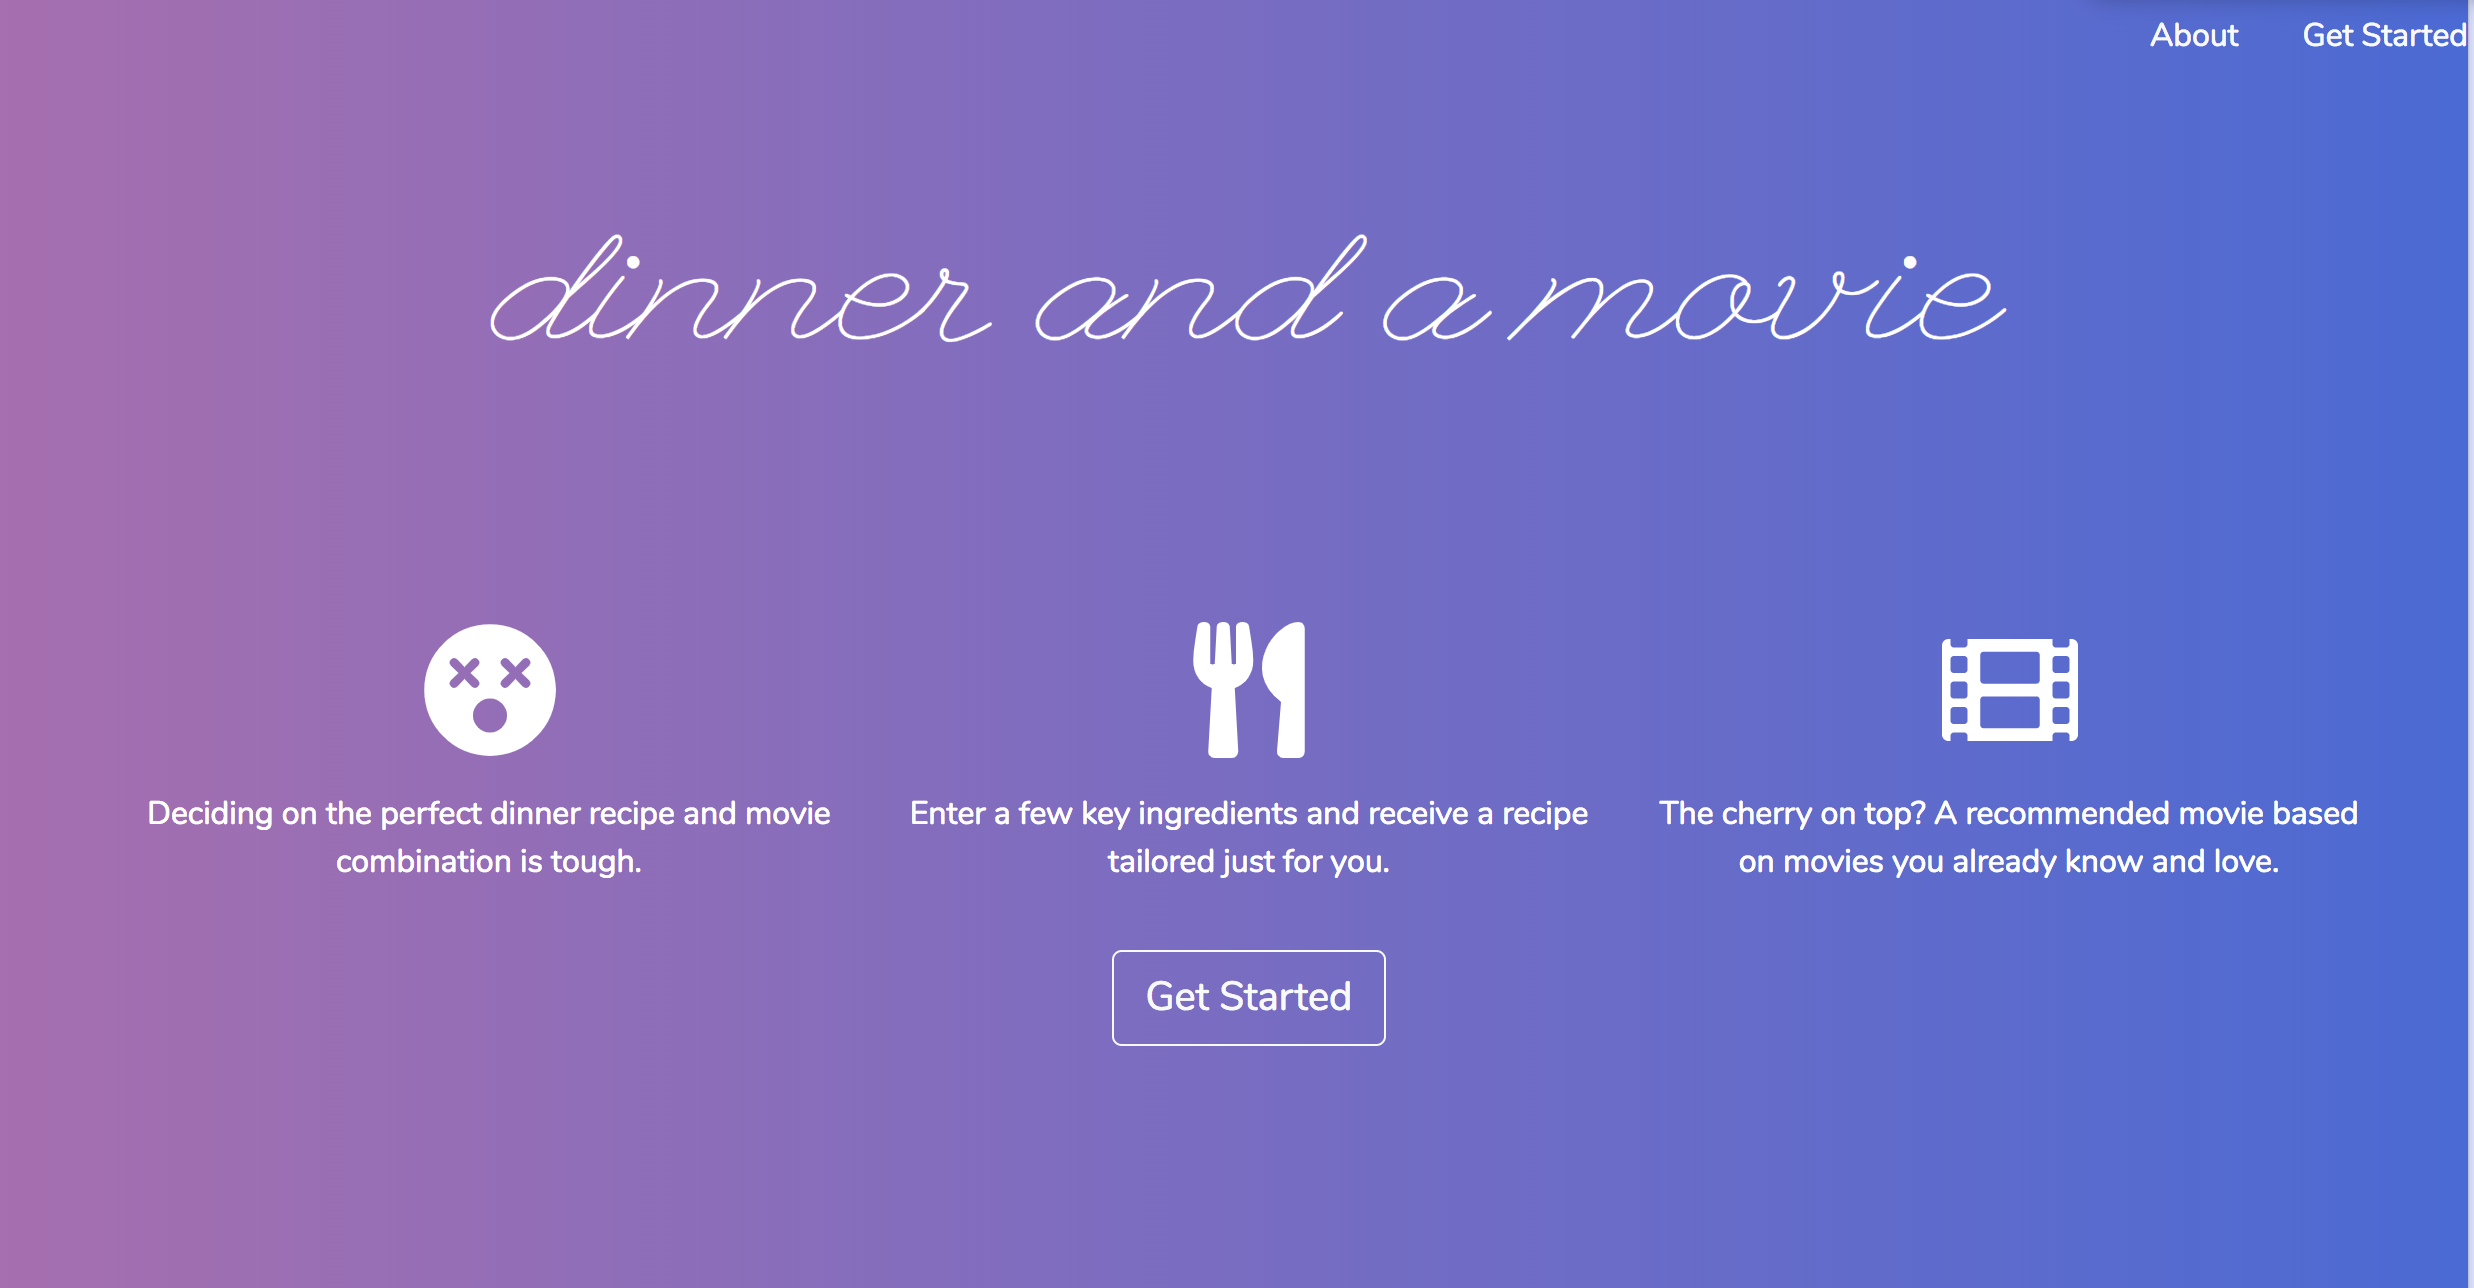 About
Get Started
dinner and a movie
Deciding on the perfect dinner recipe and movie
combination is tough.
Enter a few key ingredients and receive a recipe
tailored just for you.
The cherry on top? A recommended movie based
on movies you already know and love.
Get Started